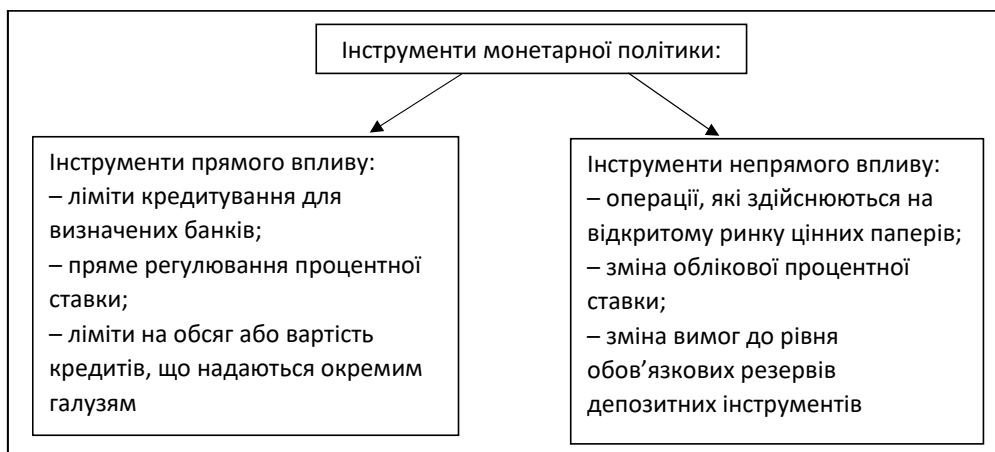 Інструменти монетарної політики:
Інструменти прямого впливу:
– ліміти кредитування для
визначених банків;
– пряме регулювання процентної
ставки;
– ліміти на обсяг або вартість
кредитів, що надаються окремим
галузям
Інструменти непрямого впливу:
– операції, які здійснюються на
відкритому ринку цінних паперів;
– зміна облікової процентної
ставки;
– зміна вимог до рівня
обов’язкових резервів
депозитних інструментів